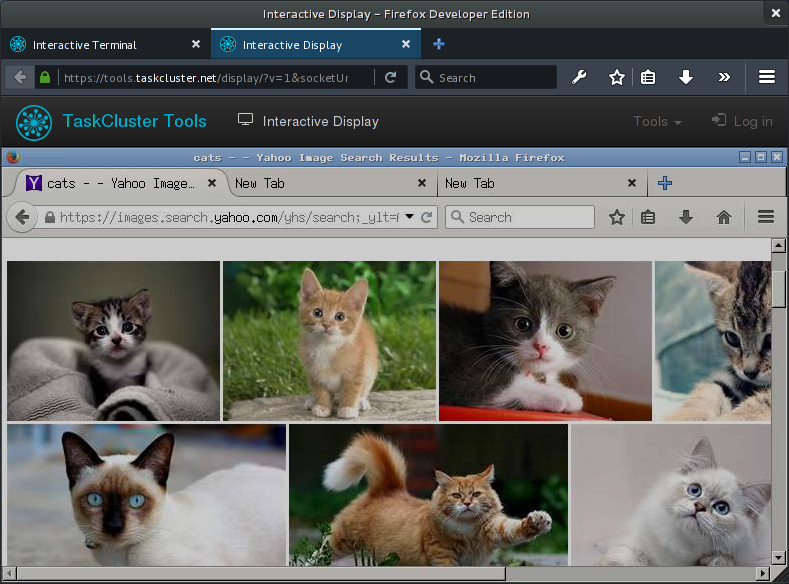 Interactive Display - Firefox Developer Edition
Interactive Terminal
Interactive Display
https://tools.taskcluster.net/display/?v=1&socketUr
Search
TaskCluster Tools
Interactive Display
Tools
Log in
cats - - Yahoo Image Search Results - Mozilla Firefox
Y cats - - Yahoo Image...
New Tab
New Tab
https://images.search.yahoo.com/yhs/search;_ylt=
Search